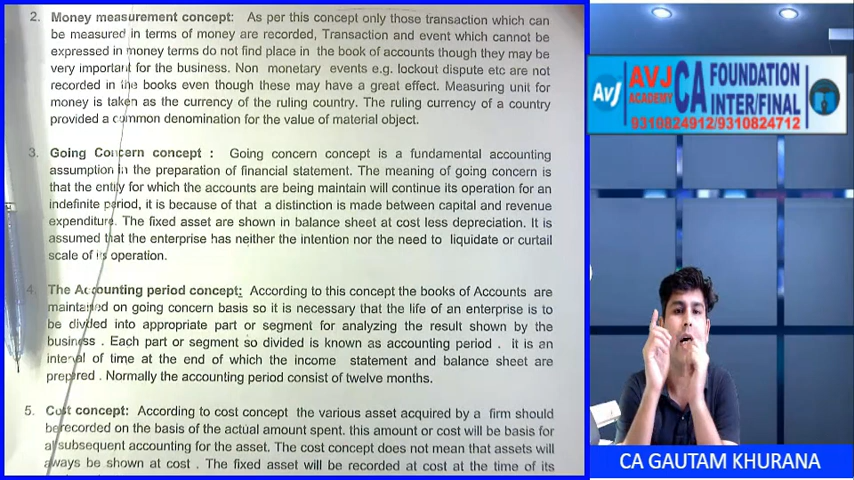 2. Money measurement concept: As per this concept only those transaction which can
be measured in terms of money are recorded, Transaction and event which cannot be
expressed in money terms do not find place in the book of accounts though they may be
very important for the business. Non monetary events e.g. lockout dispute etc are not
recorded in the books even though these may have a great effect. Measuring unit for
money is taken as the currency of the ruling country. The ruling currency of a country
provided a common denomination for the value of material object.
3. Going Concern concept : Going concern concept is a fundamental accounting
assumption in the preparation of financial statement. The meaning of going concern is
that the entity for which the accounts are being maintain will continue its operation for an
indefinite period, it is because of that a distinction is made between capital and revenue
expenditure. The fixed asset are shown in balance sheet at cost less depreciation. It is
assumed that the enterprise has neither the intention nor the need to liquidate or curtail
scale of its operation.
4. The Accounting period concept: According to this concept the books of Accounts are
maintained on going concern basis so it is necessary that the life of an enterprise is to
be divided into appropriate part or segment for analyzing the result shown by the
business . Each part or segment so divided is known as accounting period . it is an
interval of time at the end of which the income statement and balance sheet are
prepared . Normally the accounting period consist of twelve months.
5. Cost concept: According to cost concept the various asset acquired by a firm should
be recorded on the basis of the actual amount spent. this amount or cost will be basis for
all subsequent accounting for the asset. The cost concept does not mean that assets will
always be shown at cost . The fixed asset will be recorded at cost at the time of its
AVJ
AVJ
ACADEMY
CA
FOUNDATION
INTER/FINAL
9310824912/9310824712
CA GAUTAM KHURANA